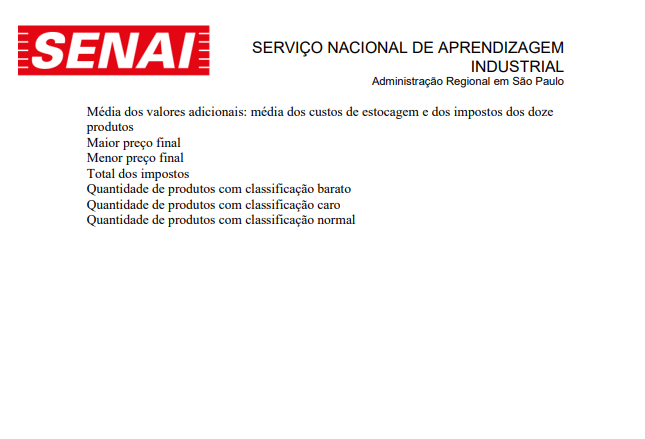 SENAI
SERVIÇO NACIONAL DE APRENDIZAGEM
INDUSTRIAL
Administração Regional em São Paulo
Média dos valores adicionais: média dos custos de estocagem e dos impostos dos doze
produtos
Maior preço final
Menor preço final
Total dos impostos
Quantidade de produtos com classificação barato
Quantidade de produtos com classificação caro
Quantidade de produtos com classificação normal